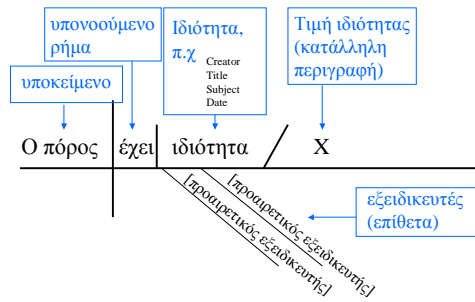 υπονοούμενο
ρήμα
Ιδιότητα,
π.χ
Creator
Title
Subject
Date
Τιμή ιδιότητας
(κατάλληλη
περιγραφή)
υποκείμενο
Ο πόρος έχει ιδιότητα Χ
[προαιρετικός εξειδικευτής]
[προαιρετικός εξειδικευτής]
εξειδικευτές
(επίθετα)